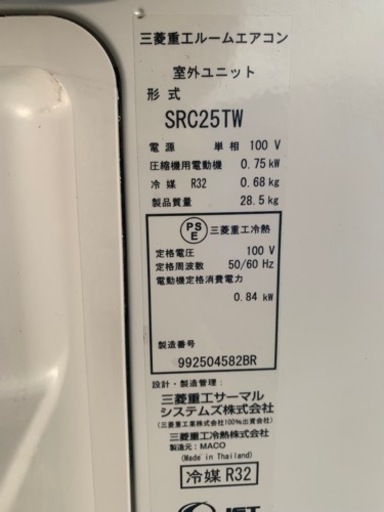 三菱重工ルームエアコン
室外ユニット
形式
SRC25TW
電源 単相 100 V
圧縮機用電動機 0.75 kW
冷媒 R32 0.68 kg
製品質量 28.5 kg
PS E 三菱重工冷熱
定格電圧 100 V
定格周波数 50/60 Hz
電動機定格消費電力
0.84 kW
製造番号
992504582BR
設計・製造管理:
三菱重工サーマル
システムズ株式会社
(三菱重工業株式会社100%出資会社)
三菱重工冷熱株式会社
製造元:MACO
(Made in Thailand)
冷媒 R32
JET